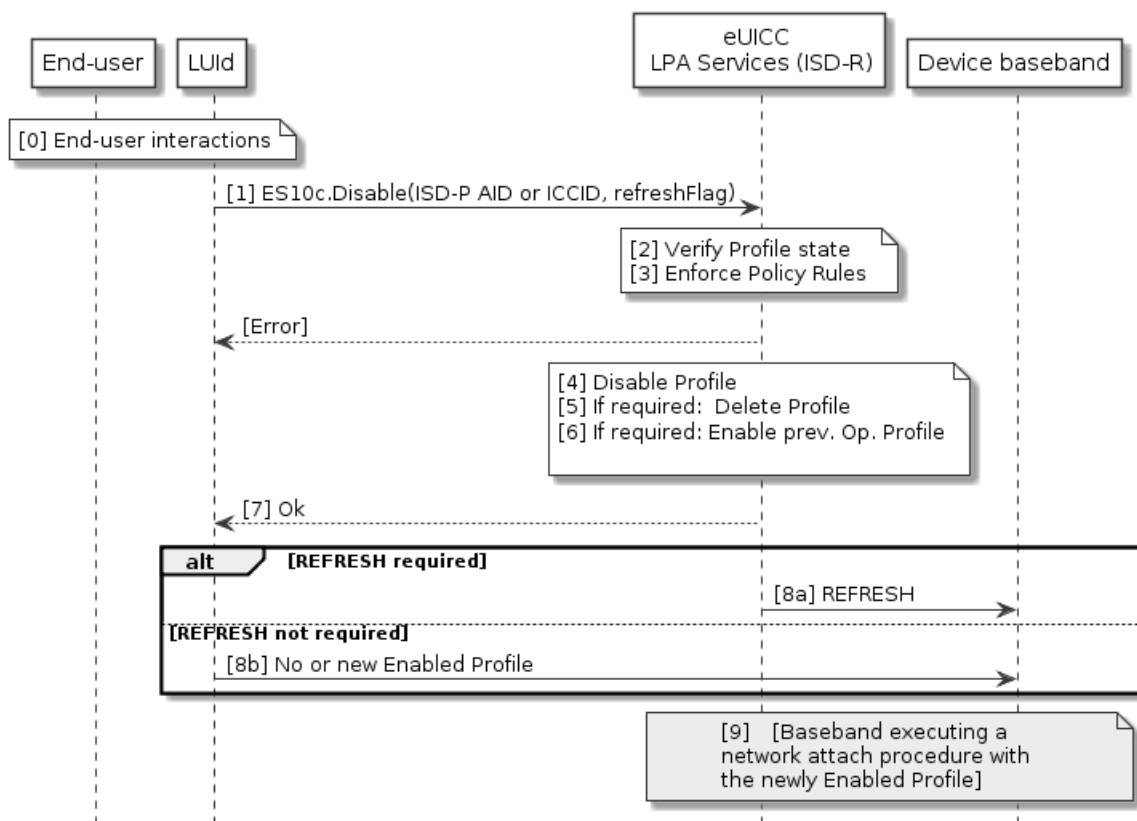 End-user
LUId
eUICC
LPA Services (ISD-R)
Device baseband
[0] End-user interactions
[1] ES10c.Disable(ISD-P AID or ICCID, refreshFlag)
[2] Verify Profile state
[3] Enforce Policy Rules
[Error]
[4] Disable Profile
[5] If required:  Delete Profile
[6] If required: Enable prev. Op. Profile
[7] Ok
alt
[REFRESH required]
[8a] REFRESH
[REFRESH not required]
[8b] No or new Enabled Profile
[9]   [Baseband executing a
network attach procedure with
the newly Enabled Profile]